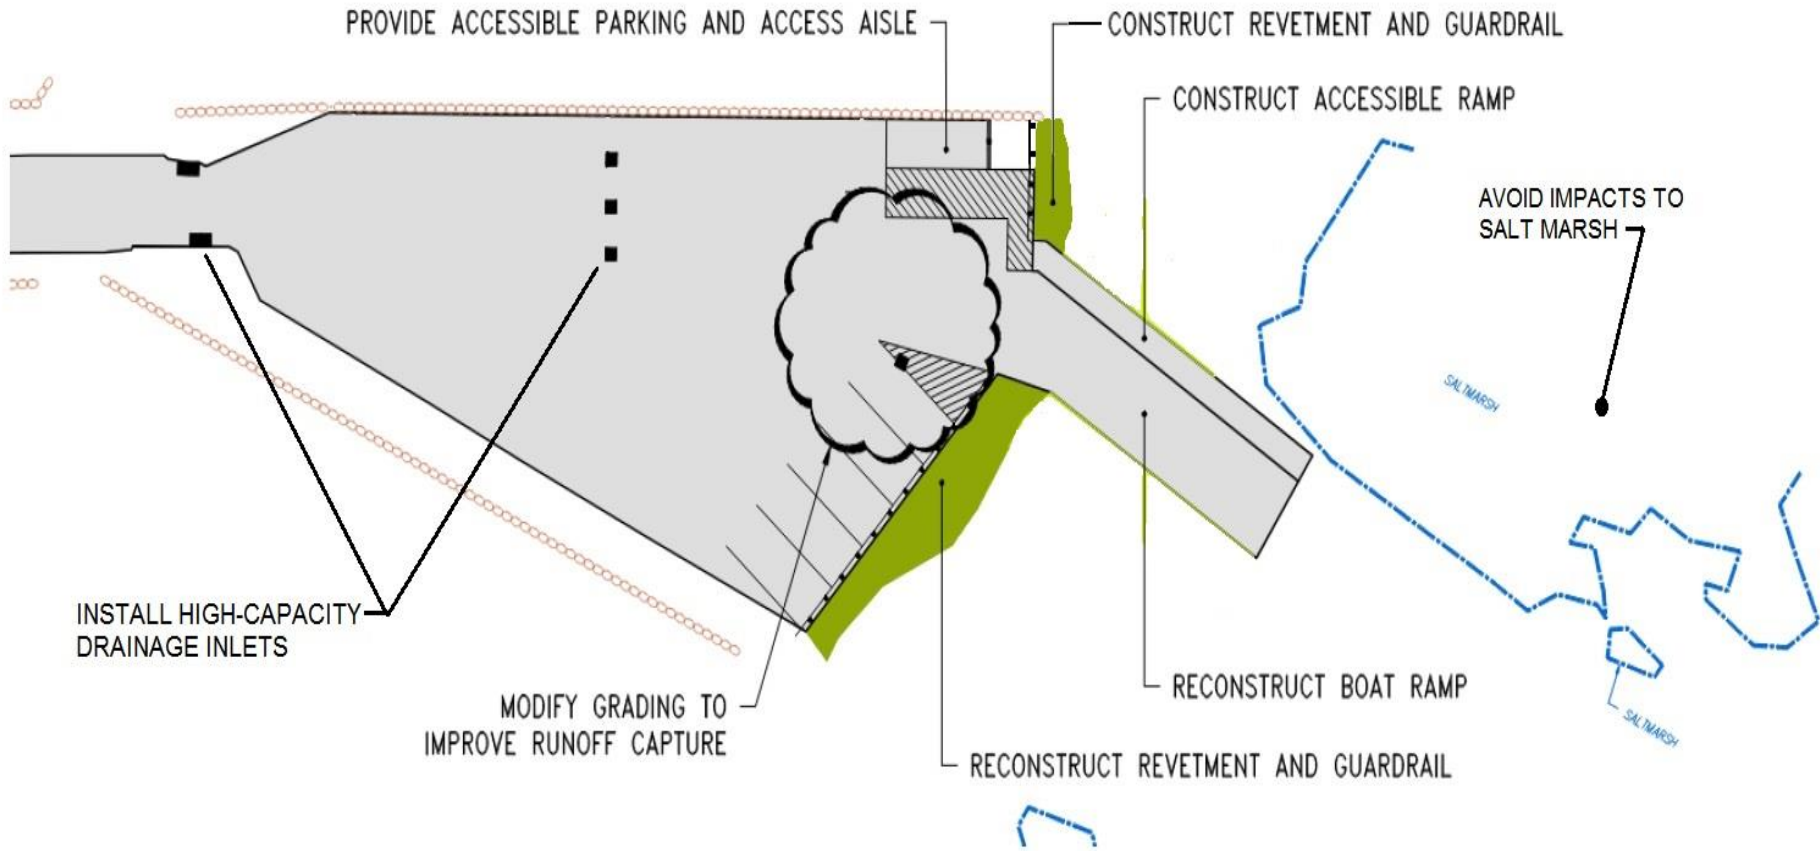 PROVIDE ACCESSIBLE PARKING AND ACCESS AISLE
CONSTRUCT REVETMENT AND GUARDRAIL
CONSTRUCT ACCESSIBLE RAMP
AVOID IMPACTS TO
SALT MARSH
SALTMARSH
INSTALL HIGH-CAPACITY
DRAINAGE INLETS
MODIFY GRADING TO
IMPROVE RUNOFF CAPTURE
RECONSTRUCT BOAT RAMP
SALTMARSH
RECONSTRUCT REVETMENT AND GUARDRAIL